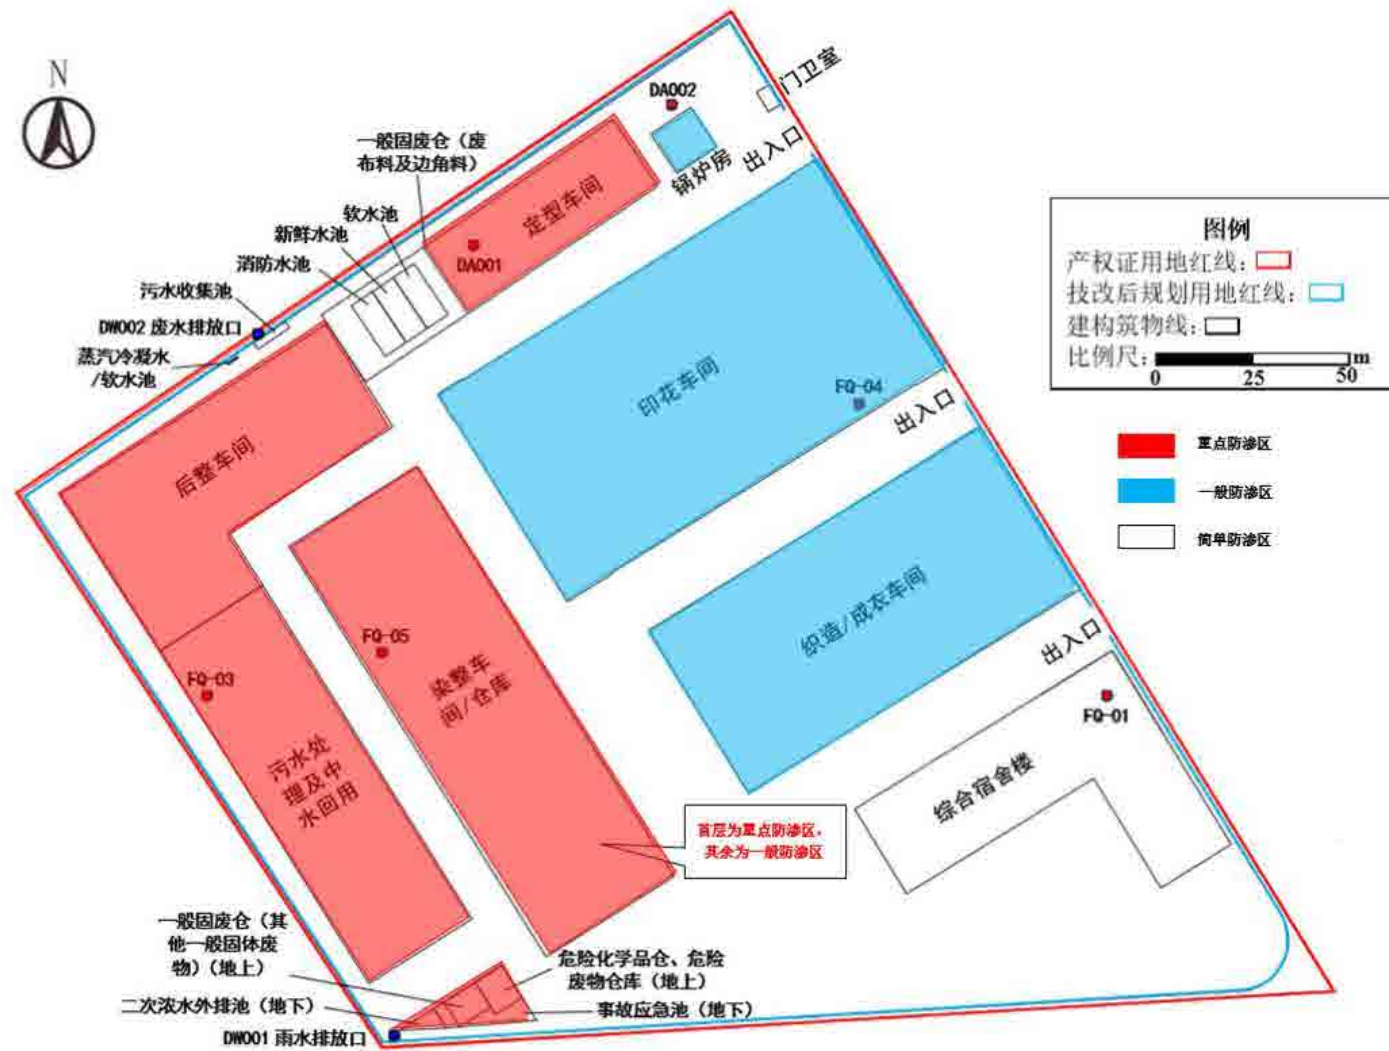 N
DA002
门卫室
一般固废仓（废
布料及边角料）
锅炉房
出入口
定型车间
软水池
新鲜水池
消防水池
DA001
污水收集池
DW002 废水排放口
蒸汽冷凝水
/软水池
图例
产权证用地红线：
技改后规划用地红线：
建构筑物线：
比例尺：
m
0
25
50
重点防渗区
一般防渗区
简单防渗区
印花车间
FQ-04
出入口
后整车间
织造/成衣车间
出入口
FQ-05
FQ-03
染整车
间/仓库
FQ-01
污水处
理及中
水回用
综合宿舍楼
首层为重点防渗区，
其余为一般防渗区
一般固废仓（其
他一般固体废
物）（地上）
危险化学品仓、危险
废物仓库（地上）
二次浓水外排池（地下）
事故应急池（地下）
DW001 雨水排放口